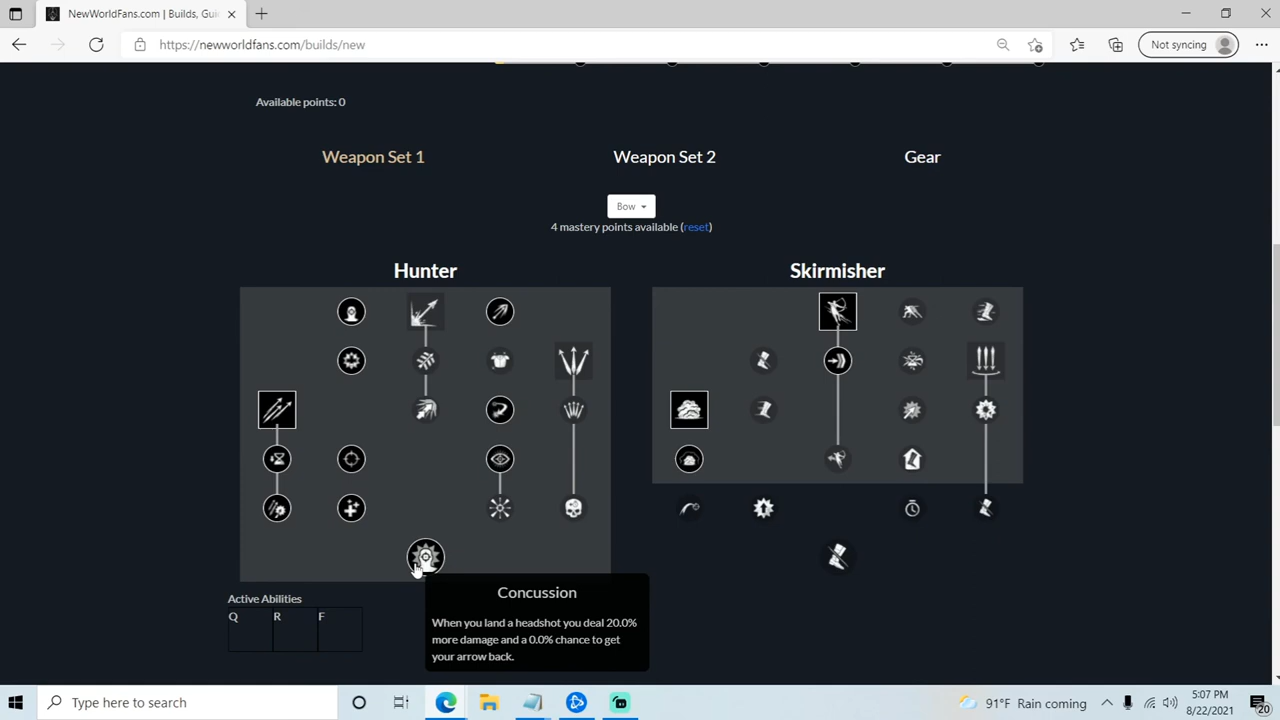 NewWorldFans.com | Builds, Gui
https://newworldfans.com/builds/new
Not syncing
Available points: 0
Weapon Set 1
Weapon Set 2
Gear
Bow
4 mastery points available (reset)
Hunter
Skirmisher
Active Abilities
Q
R
F
Concussion
When you land a headshot you deal 20.0%
more damage and a 0.0% chance to get
your arrow back.
Type here to search
91°F Rain coming
5:07 PM
8/22/2021
20